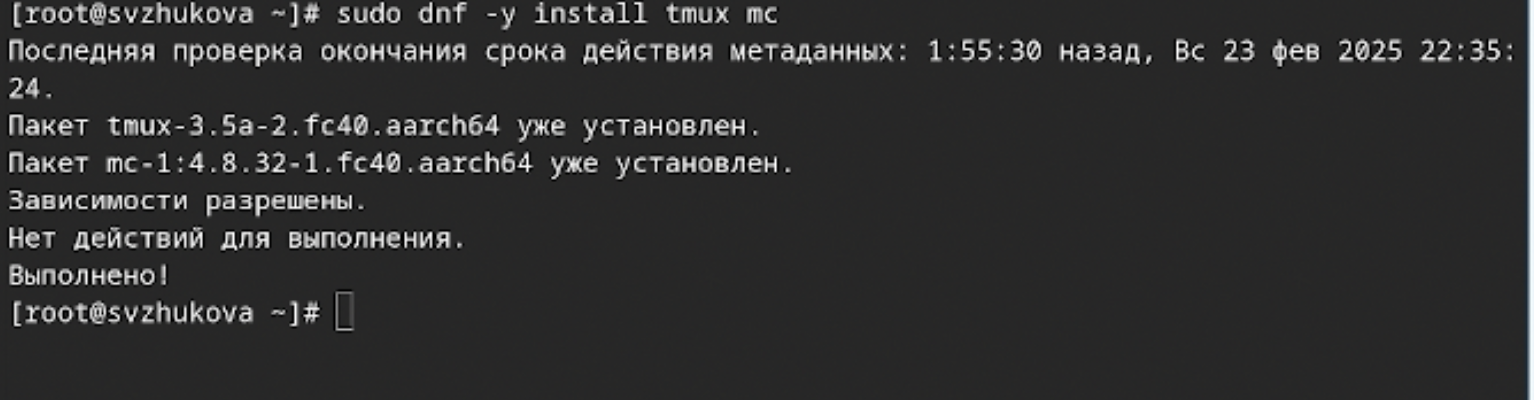 [root@svzhukova ~]# sudo dnf -y install tmux mc
Последняя проверка окончания срока действия метаданных: 1:55:30 назад, Вс 23 фев 2025 22:35:
24.
Пакет tmux-3.5a-2.fc40.aarch64 уже установлен.
Пакет mc-1:4.8.32-1.fc40.aarch64 уже установлен.
Зависимости разрешены.
Нет действий для выполнения.
Выполнено!
[root@svzhukova ~]#